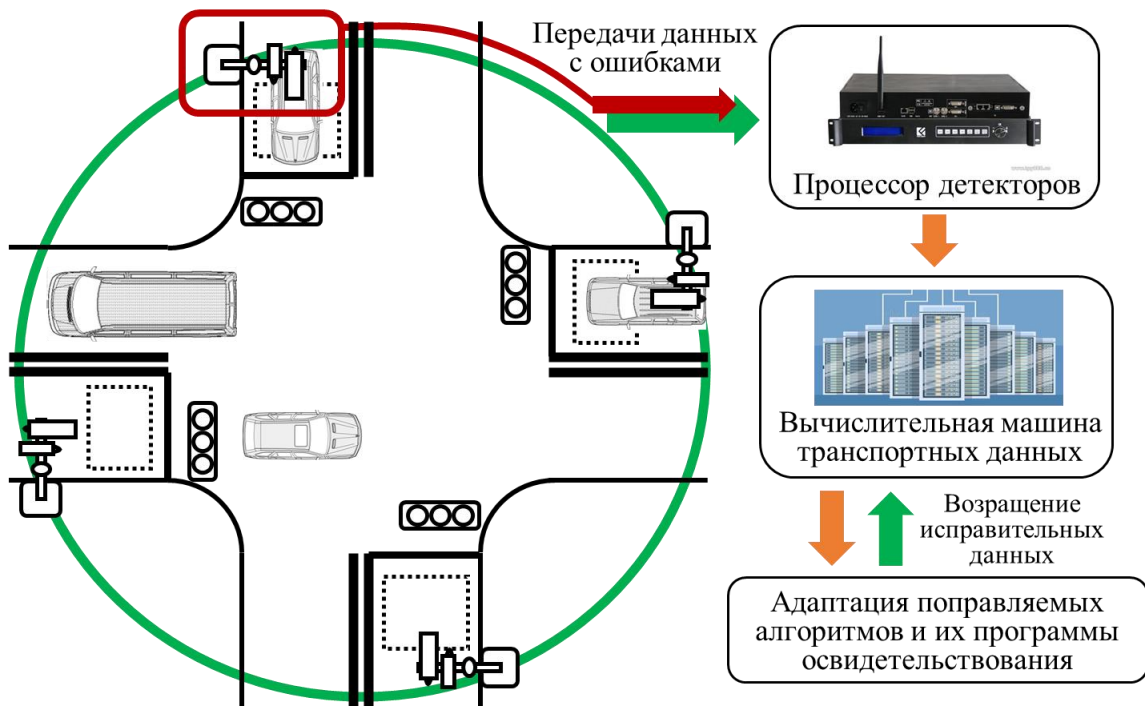 Передачи данных
с ошибками
Процессор детекторов
Вычислительная машина
транспортных данных
Возращение
исправительных
данных
Адаптация поправляемых
алгоритмов и их программы
освидетельствования